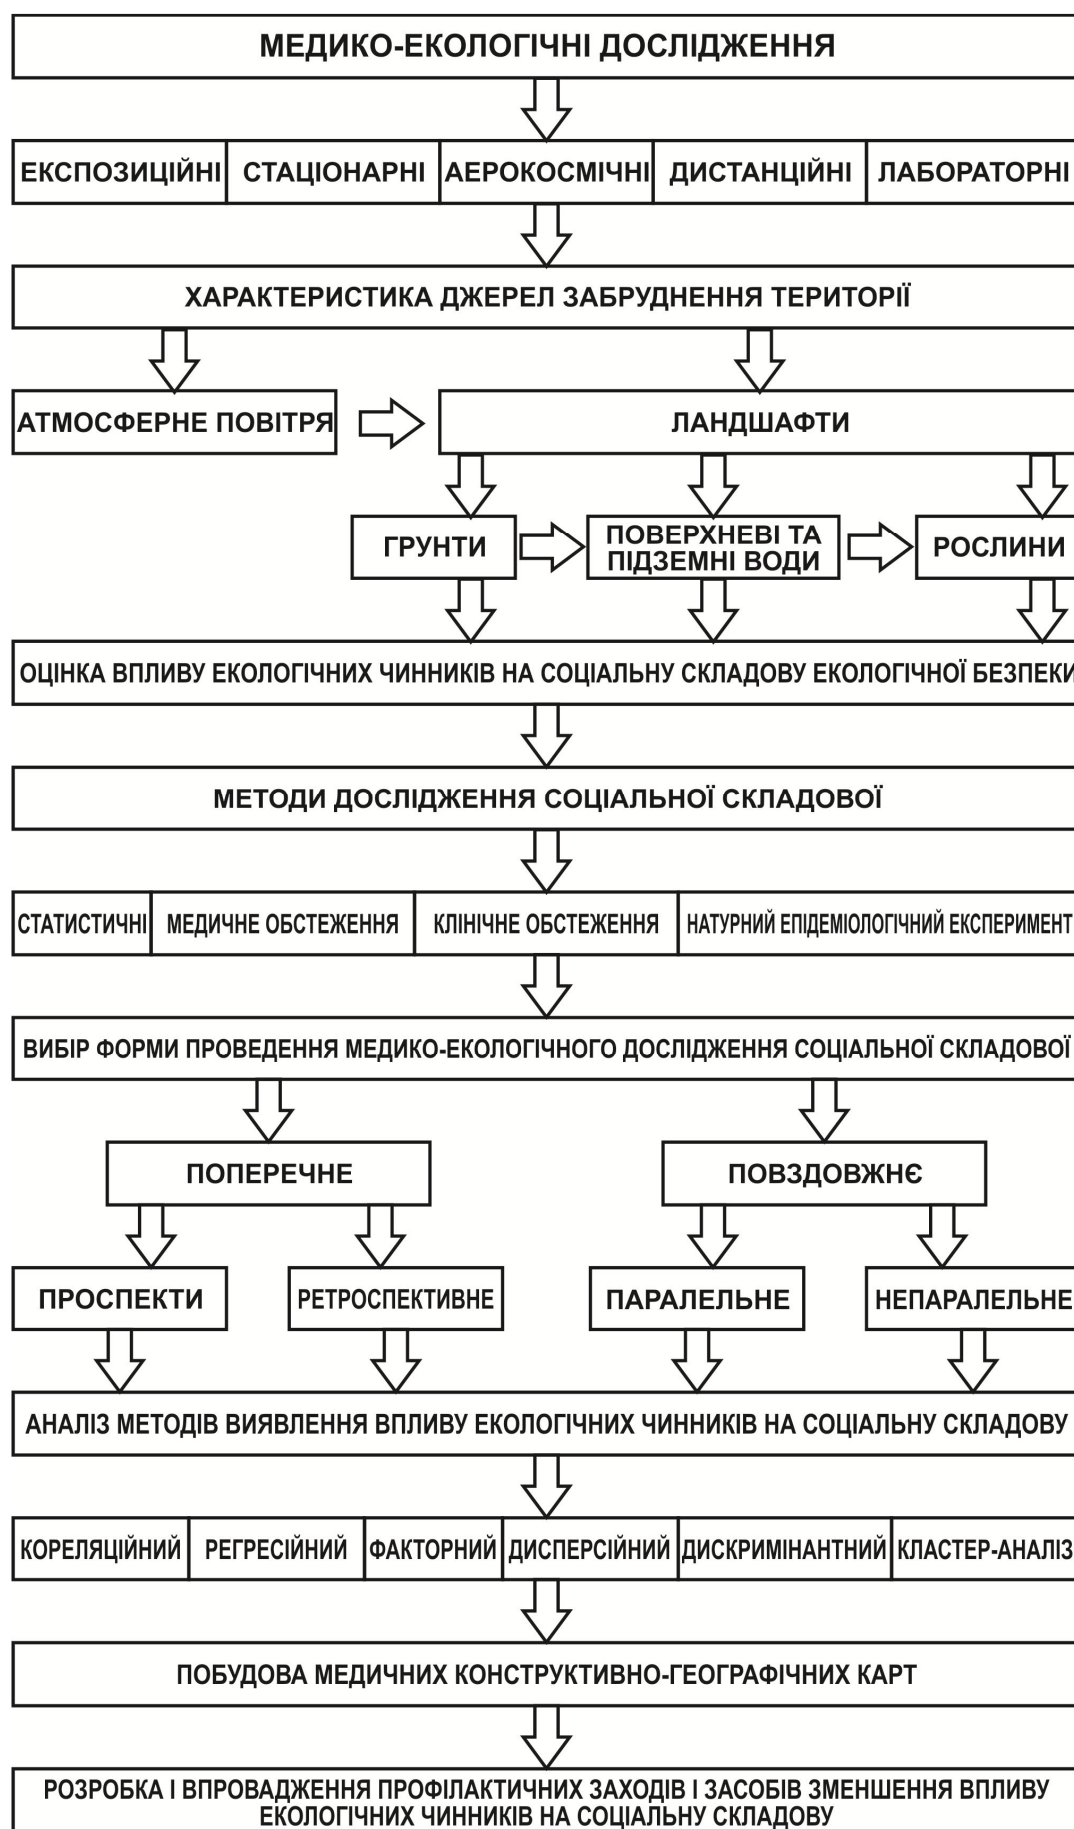 МЕДИКО-ЕКОЛОГІЧНІ ДОСЛІДЖЕННЯ
ЕКСПОЗИЦІЙНІ СТАЦІОНАРНІ АЕРОКОСМІЧНІ ДИСТАНЦІЙНІ ЛАБОРАТОРНІ
ХАРАКТЕРИСТИКА ДЖЕРЕЛ ЗАБРУДНЕННЯ ТЕРИТОРІЇ
АТМОСФЕРНЕ ПОВІТРЯ ЛАНДШАФТИ
ГРУНТИ
ПОВЕРХНЕВІ ТА
ПІДЗЕМНІ ВОДИ
РОСЛИНИ
ОЦІНКА ВПЛИВУ ЕКОЛОГІЧНИХ ЧИННИКІВ НА СОЦІАЛЬНУ СКЛАДОВУ ЕКОЛОГІЧНОЇ БЕЗПЕКИ
МЕТОДИ ДОСЛІДЖЕННЯ СОЦІАЛЬНОЇ СКЛАДОВОЇ
СТАТИСТИЧНІ МЕДИЧНЕ ОБСТЕЖЕННЯ КЛІНІЧНЕ ОБСТЕЖЕННЯ НАТУРНИЙ ЕПІДЕМІОЛОГІЧНИЙ ЕКСПЕРИМЕНТ
ВИБІР ФОРМИ ПРОВЕДЕННЯ МЕДИКО-ЕКОЛОГІЧНОГО ДОСЛІДЖЕННЯ СОЦІАЛЬНОЇ СКЛАДОВОЇ
ПОПЕРЕЧНЕ ПОВЗДОВЖНЄ
ПРОСПЕКТИ РЕТРОСПЕКТИВНЕ ПАРАЛЕЛЬНЕ НЕПАРАЛЕЛЬНЕ
АНАЛІЗ МЕТОДІВ ВИЯВЛЕННЯ ВПЛИВУ ЕКОЛОГІЧНИХ ЧИННИКІВ НА СОЦІАЛЬНУ СКЛАДОВУ
КОРЕЛЯЦІЙНИЙ РЕГРЕСІЙНИЙ ФАКТОРНИЙ ДИСПЕРСІЙНИЙ ДИСКРИМІНАНТНИЙ КЛАСТЕР-АНАЛІЗ
ПОБУДОВА МЕДИЧНИХ КОНСТРУКТИВНО-ГЕОГРАФІЧНИХ КАРТ
РОЗРОБКА І ВПРОВАДЖЕННЯ ПРОФІЛАКТИЧНИХ ЗАХОДІВ І ЗАСОБІВ ЗМЕНШЕННЯ ВПЛИВУ
ЕКОЛОГІЧНИХ ЧИННИКІВ НА СОЦІАЛЬНУ СКЛАДОВУ